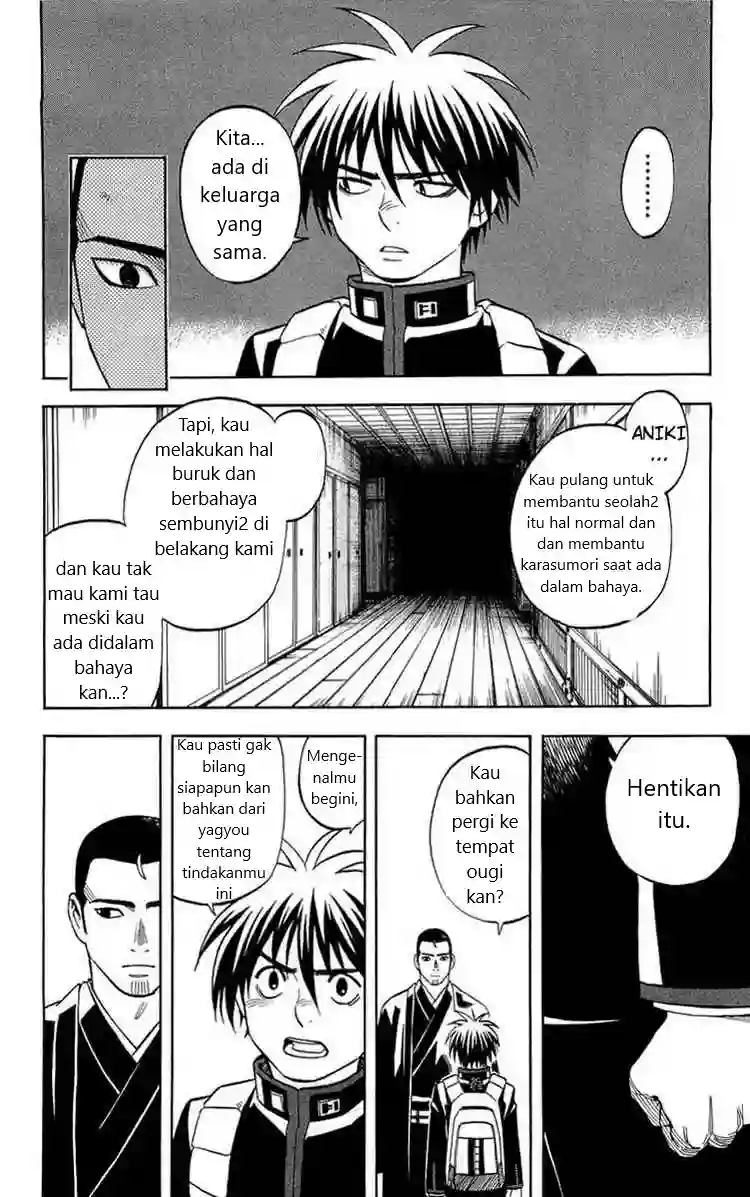 .......
Kita...
ada di
keluarga
yang
sama.
ANIKI
...
Kau pulang untuk
membantu seolah2
itu hal normal dan
dan membantu
karasumori saat ada
dalam bahaya.
Tapi, kau
melakukan hal
buruk dan
berbahaya
sembunyi2 di
belakang kami
dan kau tak
mau kami tau
meski kau
ada didalam
bahaya
kan...?
Hentikan
itu.
Kau
bahkan
pergi ke
tempat
ougi
kan?
Menge-
nalmu
begini,
Kau pasti gak
bilang
siapapun kan
bahkan dari
yagyou
tentang
tindakanmu
ini